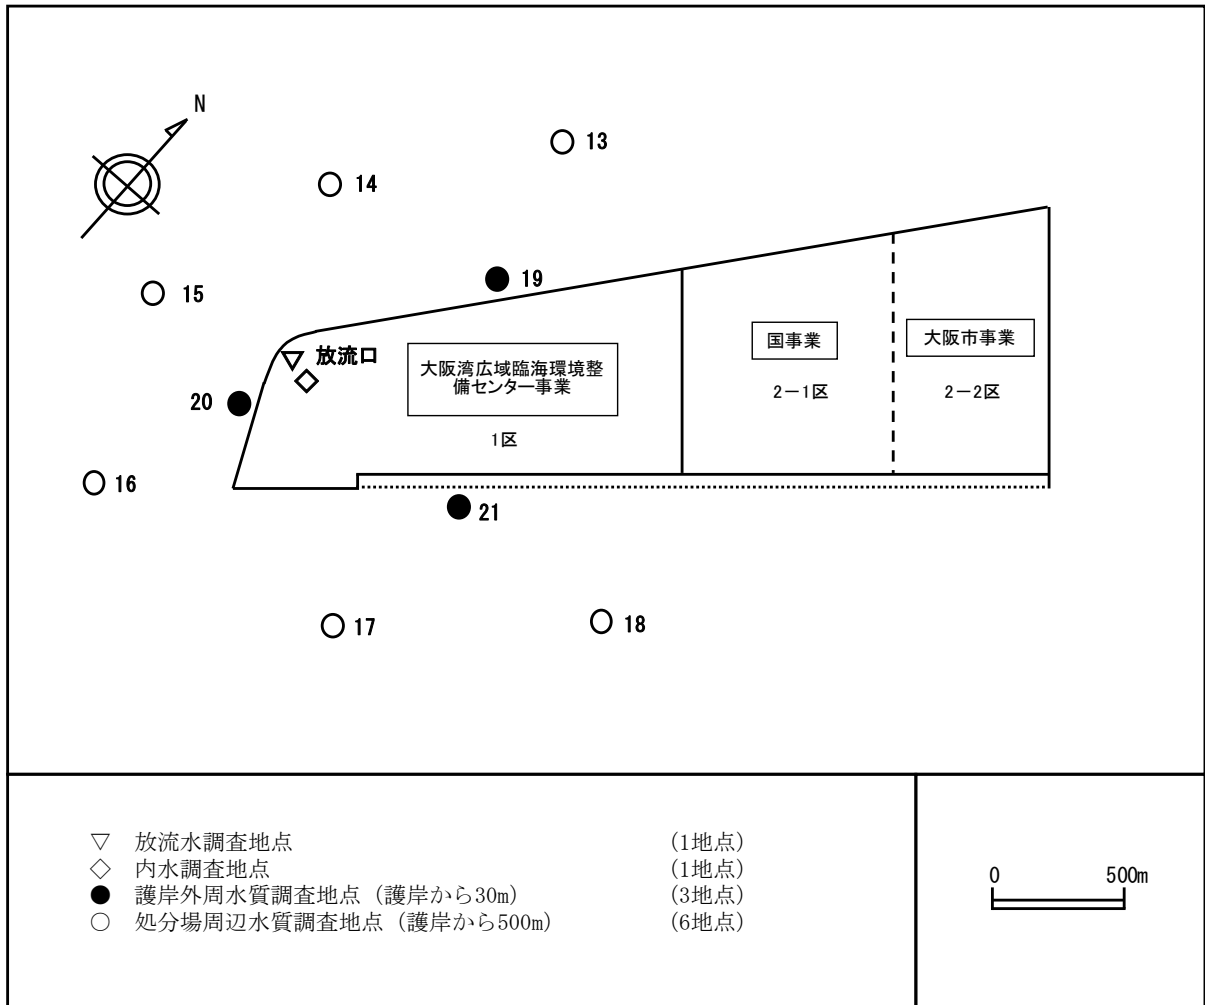 N
13
14
15
19
放流口
国事業
大阪市事業
大阪湾広域臨海環境整
備センター事業
20
2－1区
2－2区
1区
16
21
17
18
▽ 放流水調査地点 (1地点)
◇ 内水調査地点 (1地点)
● 護岸外周水質調査地点（護岸から30m） (3地点)
○ 処分場周辺水質調査地点（護岸から500m） (6地点)
0 500m